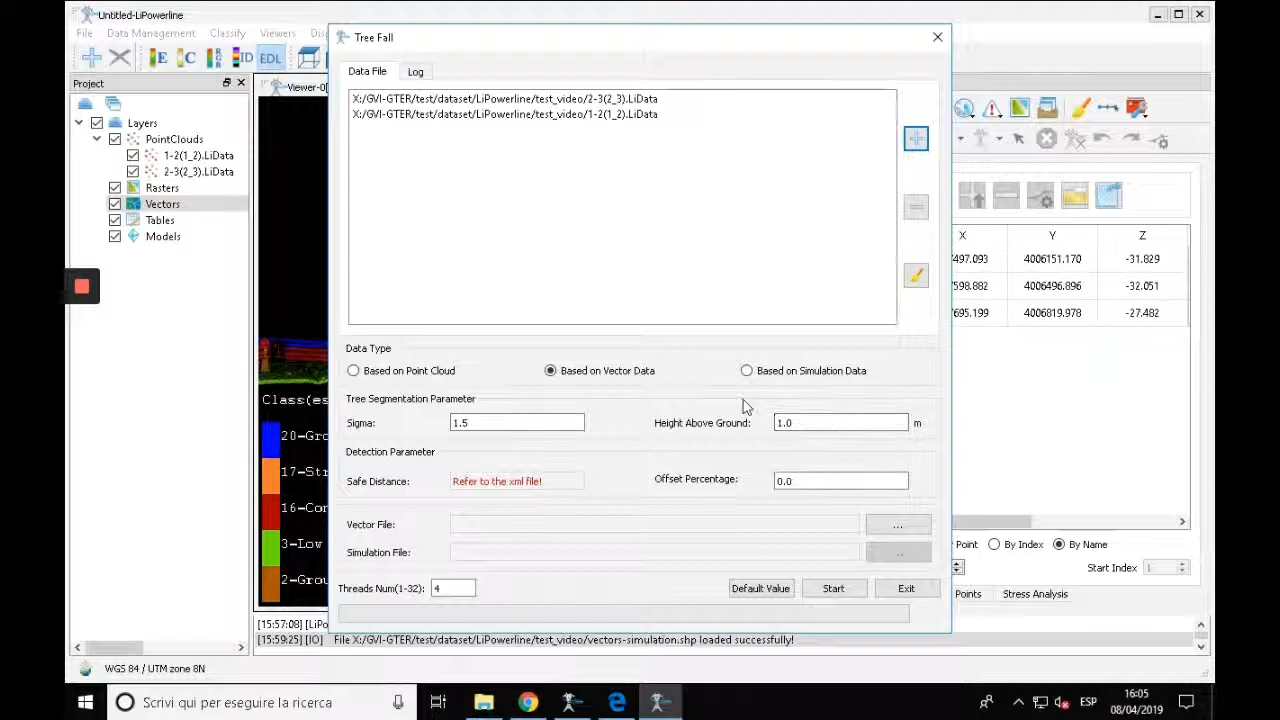 Untitled-LiPowerline
File Data Management Classify Viewers
E C ID EDL
Project
Viewer-0[
Layers
PointClouds
1-2(1_2).LiData
2-3(2_3).LiData
Rasters
Vectors
Tables
Models
Tree Fall
Data File Log
X:/GVI-GTER/test/dataset/LiPowerline/test_video/2-3(2_3).LiData
X:/GVI-GTER/test/dataset/LiPowerline/test_video/1-2(1_2).LiData
Data Type
Based on Point Cloud Based on Vector Data Based on Simulation Data
Tree Segmentation Parameter
Sigma: 1.5 Height Above Ground: 1.0 m
Detection Parameter
Safe Distance: Refer to the xml file! Offset Percentage: 0.0
Vector File: ...
Simulation File: ...
Threads Num(1-32): 4 Default Value Start Exit
Class(es
20-Gro
17-Str
16-Con
3-Low
2-Grou
X Y Z
497.093 4006151.170 -31.829
598.882 4006496.896 -32.051
695.199 4006819.978 -27.482
Point By Index By Name
Start Index 1
Points Stress Analysis
[15:57:08] [LiPo
[15:59:25] [IO] File X:/GVI-GTER/test/dataset/LiPowerline/test_video/vectors-simulation.shp loaded successfully!
WGS 84 / UTM zone 8N
Scrivi qui per eseguire la ricerca
ESP
16:05
08/04/2019